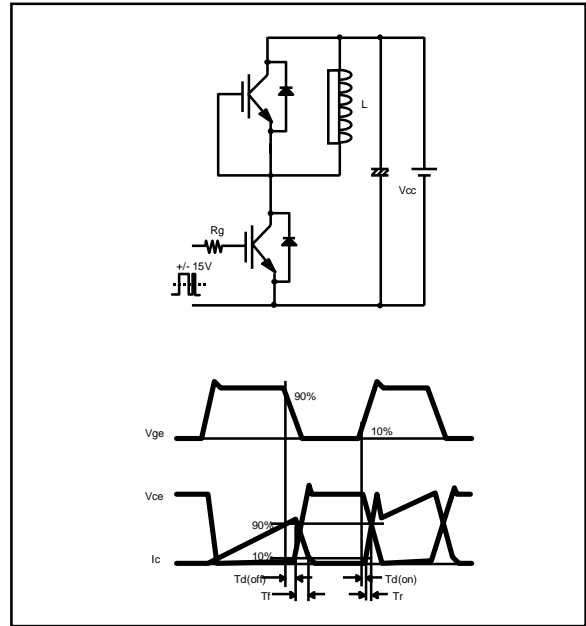 L
Vcc
Rg
+/- 15V
90%
Vge
10%
Vce
90%
Ic
10%
Td(off)
Td(on)
Tf
Tr